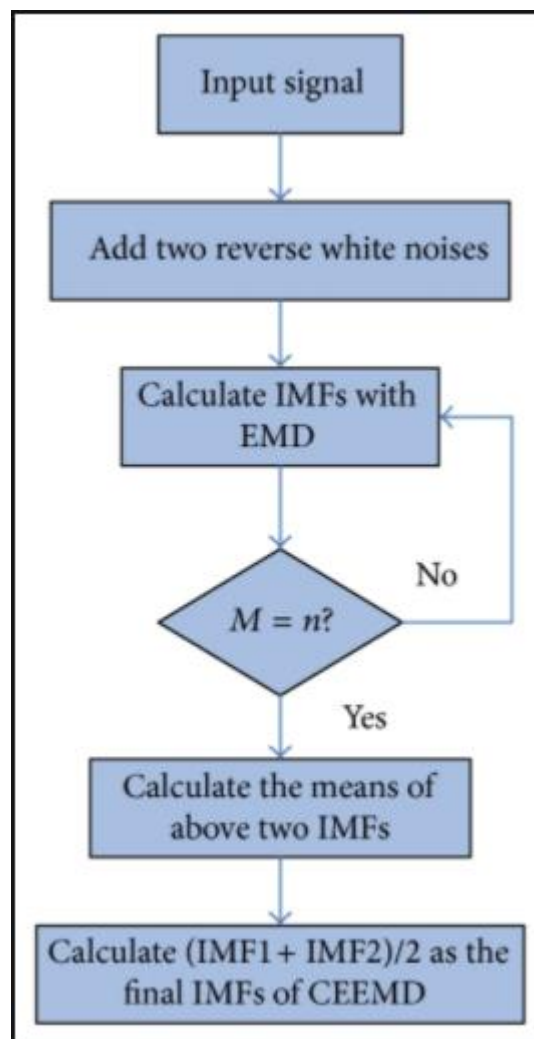 Input signal
Add two reverse white noises
Calculate IMFs with
EMD
No
M = n?
Yes
Calculate the means of
above two IMFs
Calculate (IMF1 + IMF2)/2 as the
final IMFs of CEEMD